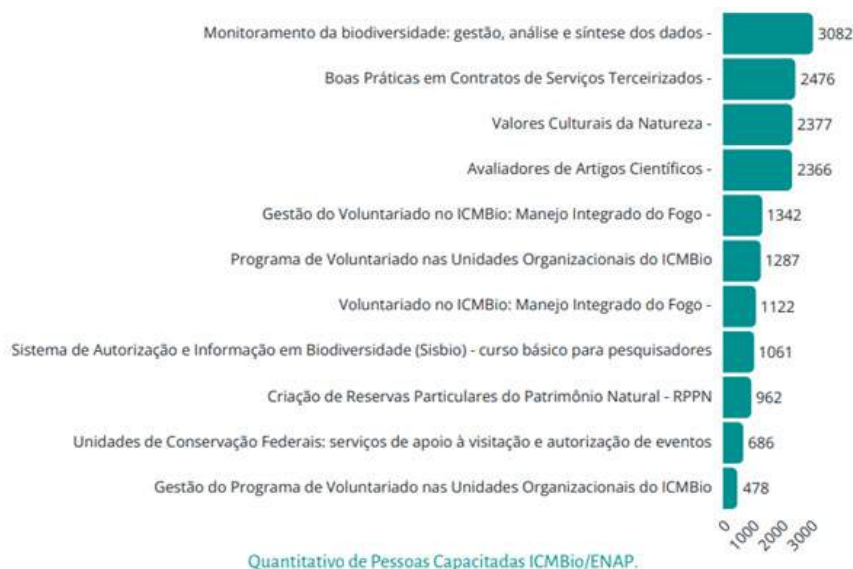 Monitoramento da biodiversidade: gestão, análise e síntese dos dados - 3082
Boas Práticas em Contratos de Serviços Terceirizados - 2476
Valores Culturais da Natureza - 2377
Avaliadores de Artigos Científicos - 2366
Gestão do Voluntariado no ICMBio: Manejo Integrado do Fogo - 1342
Programa de Voluntariado nas Unidades Organizacionais do ICMBio 1287
Voluntariado no ICMBio: Manejo Integrado do Fogo - 1122
Sistema de Autorização e Informação em Biodiversidade (Sisbio) - curso básico para pesquisadores 1061
Criação de Reservas Particulares do Patrimônio Natural - RPPN 962
Unidades de Conservação Federais: serviços de apoio à visitação e autorização de eventos 686
Gestão do Programa de Voluntariado nas Unidades Organizacionais do ICMBio 478
0 1000 2000 3000
Quantitativo de Pessoas Capacitadas ICMBio/ENAP.